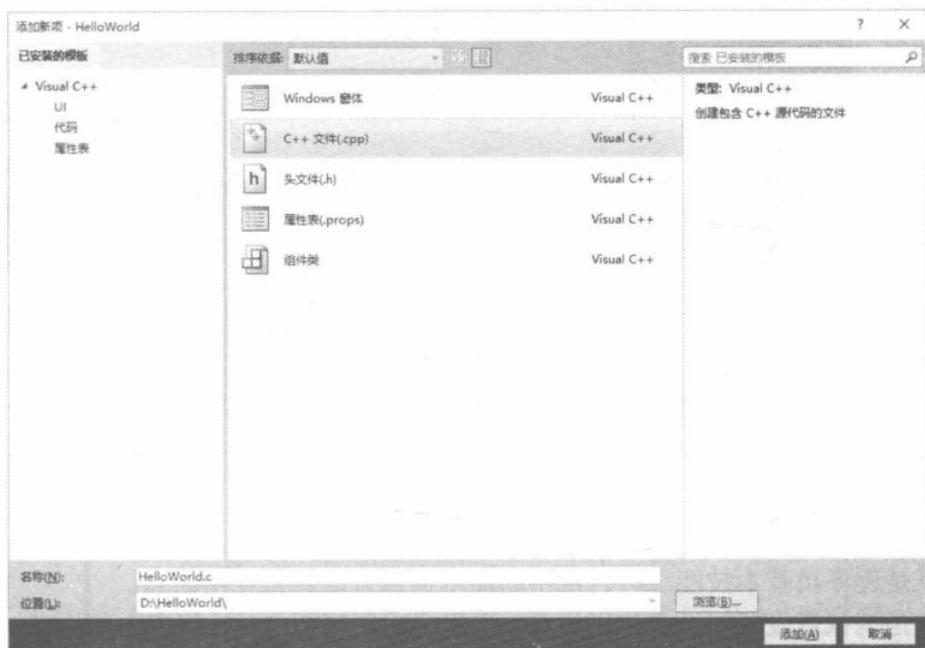 添加新项 - HelloWorld
? ×
已安装的模板
排序依据: 默认值
搜索 已安装的模板
Visual C++
UI
代码
属性表
Windows 窗体 Visual C++
C++ 文件(.cpp) Visual C++
头文件(.h) Visual C++
属性表(.props) Visual C++
组件类 Visual C++
类型: Visual C++
创建包含 C++ 源代码的文件
名称(N): HelloWorld.c
位置(L): D:\HelloWorld\
浏览(B)...
添加(A) 取消